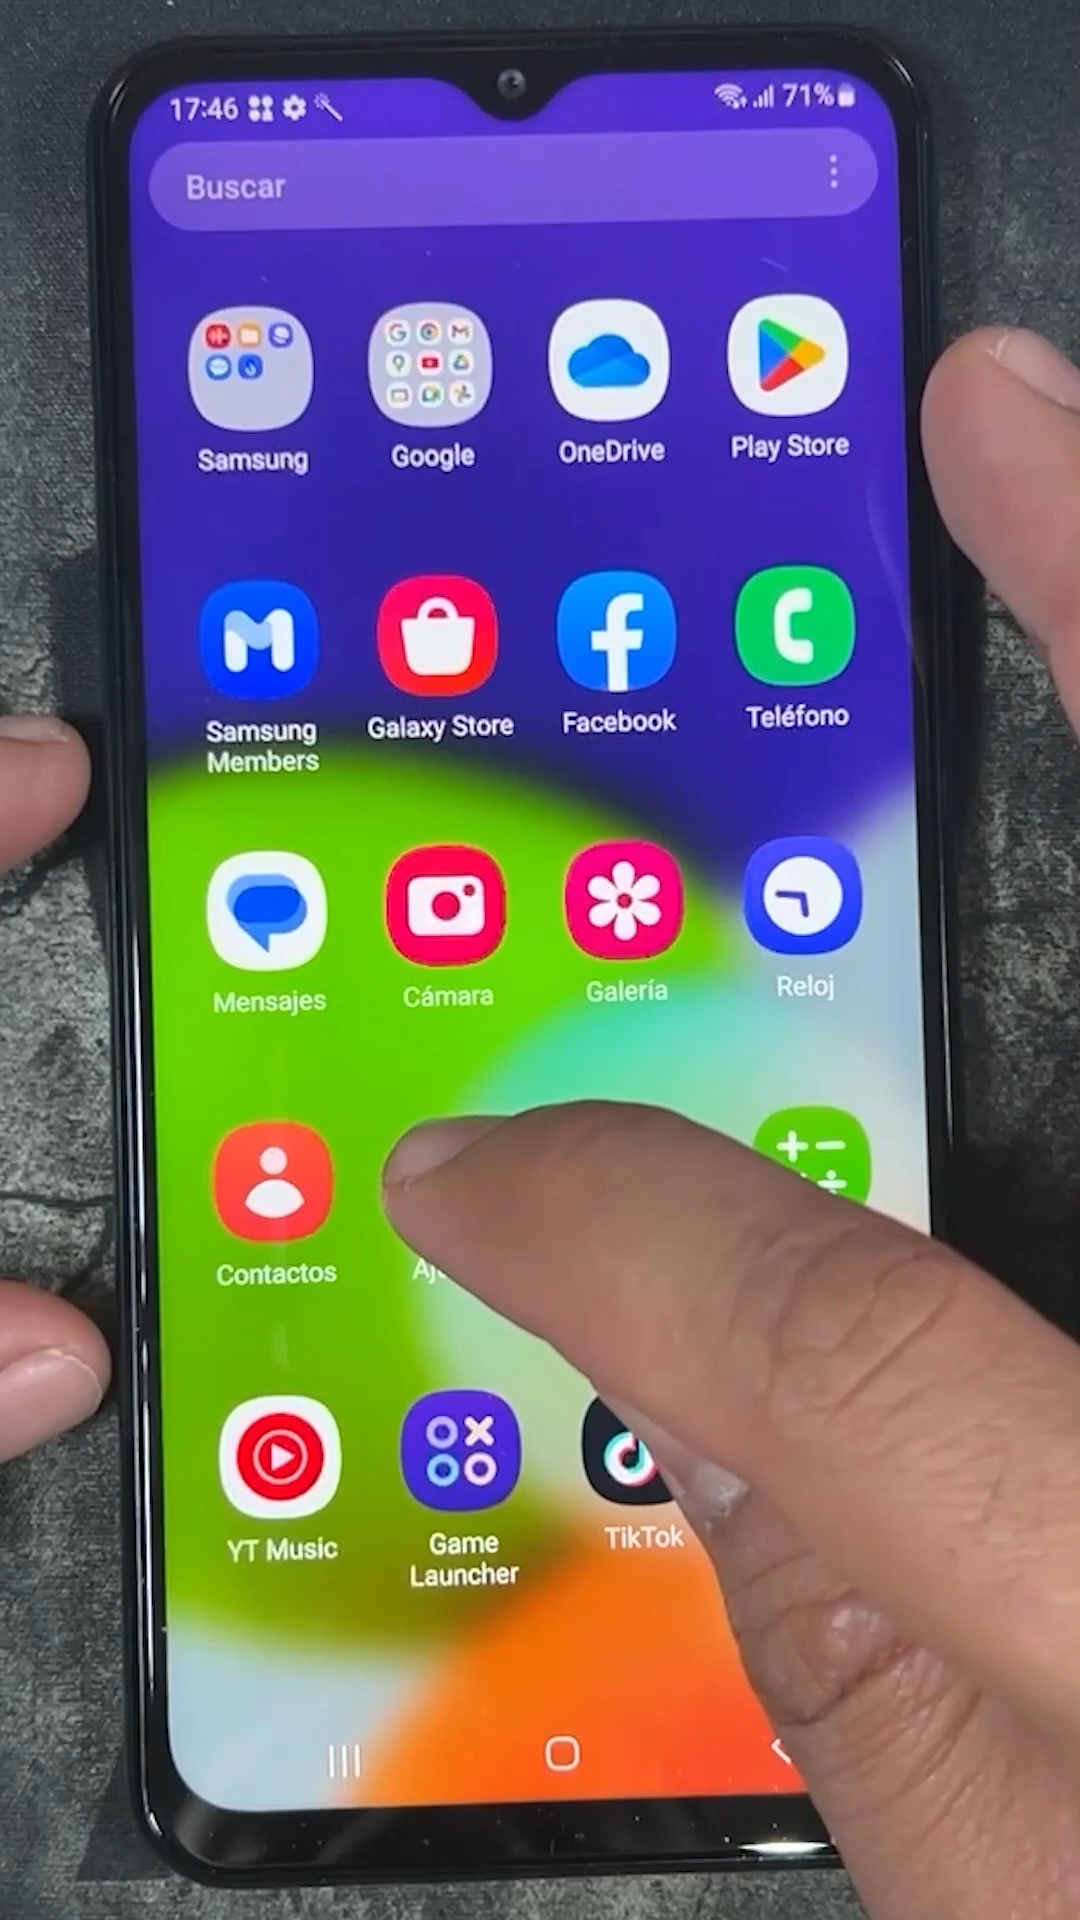 17:46 71%
Buscar
Samsung Google OneDrive Play Store
Samsung Members Galaxy Store Facebook Teléfono
Mensajes Cámara Galería Reloj
Contactos
YT Music Game Launcher TikTok